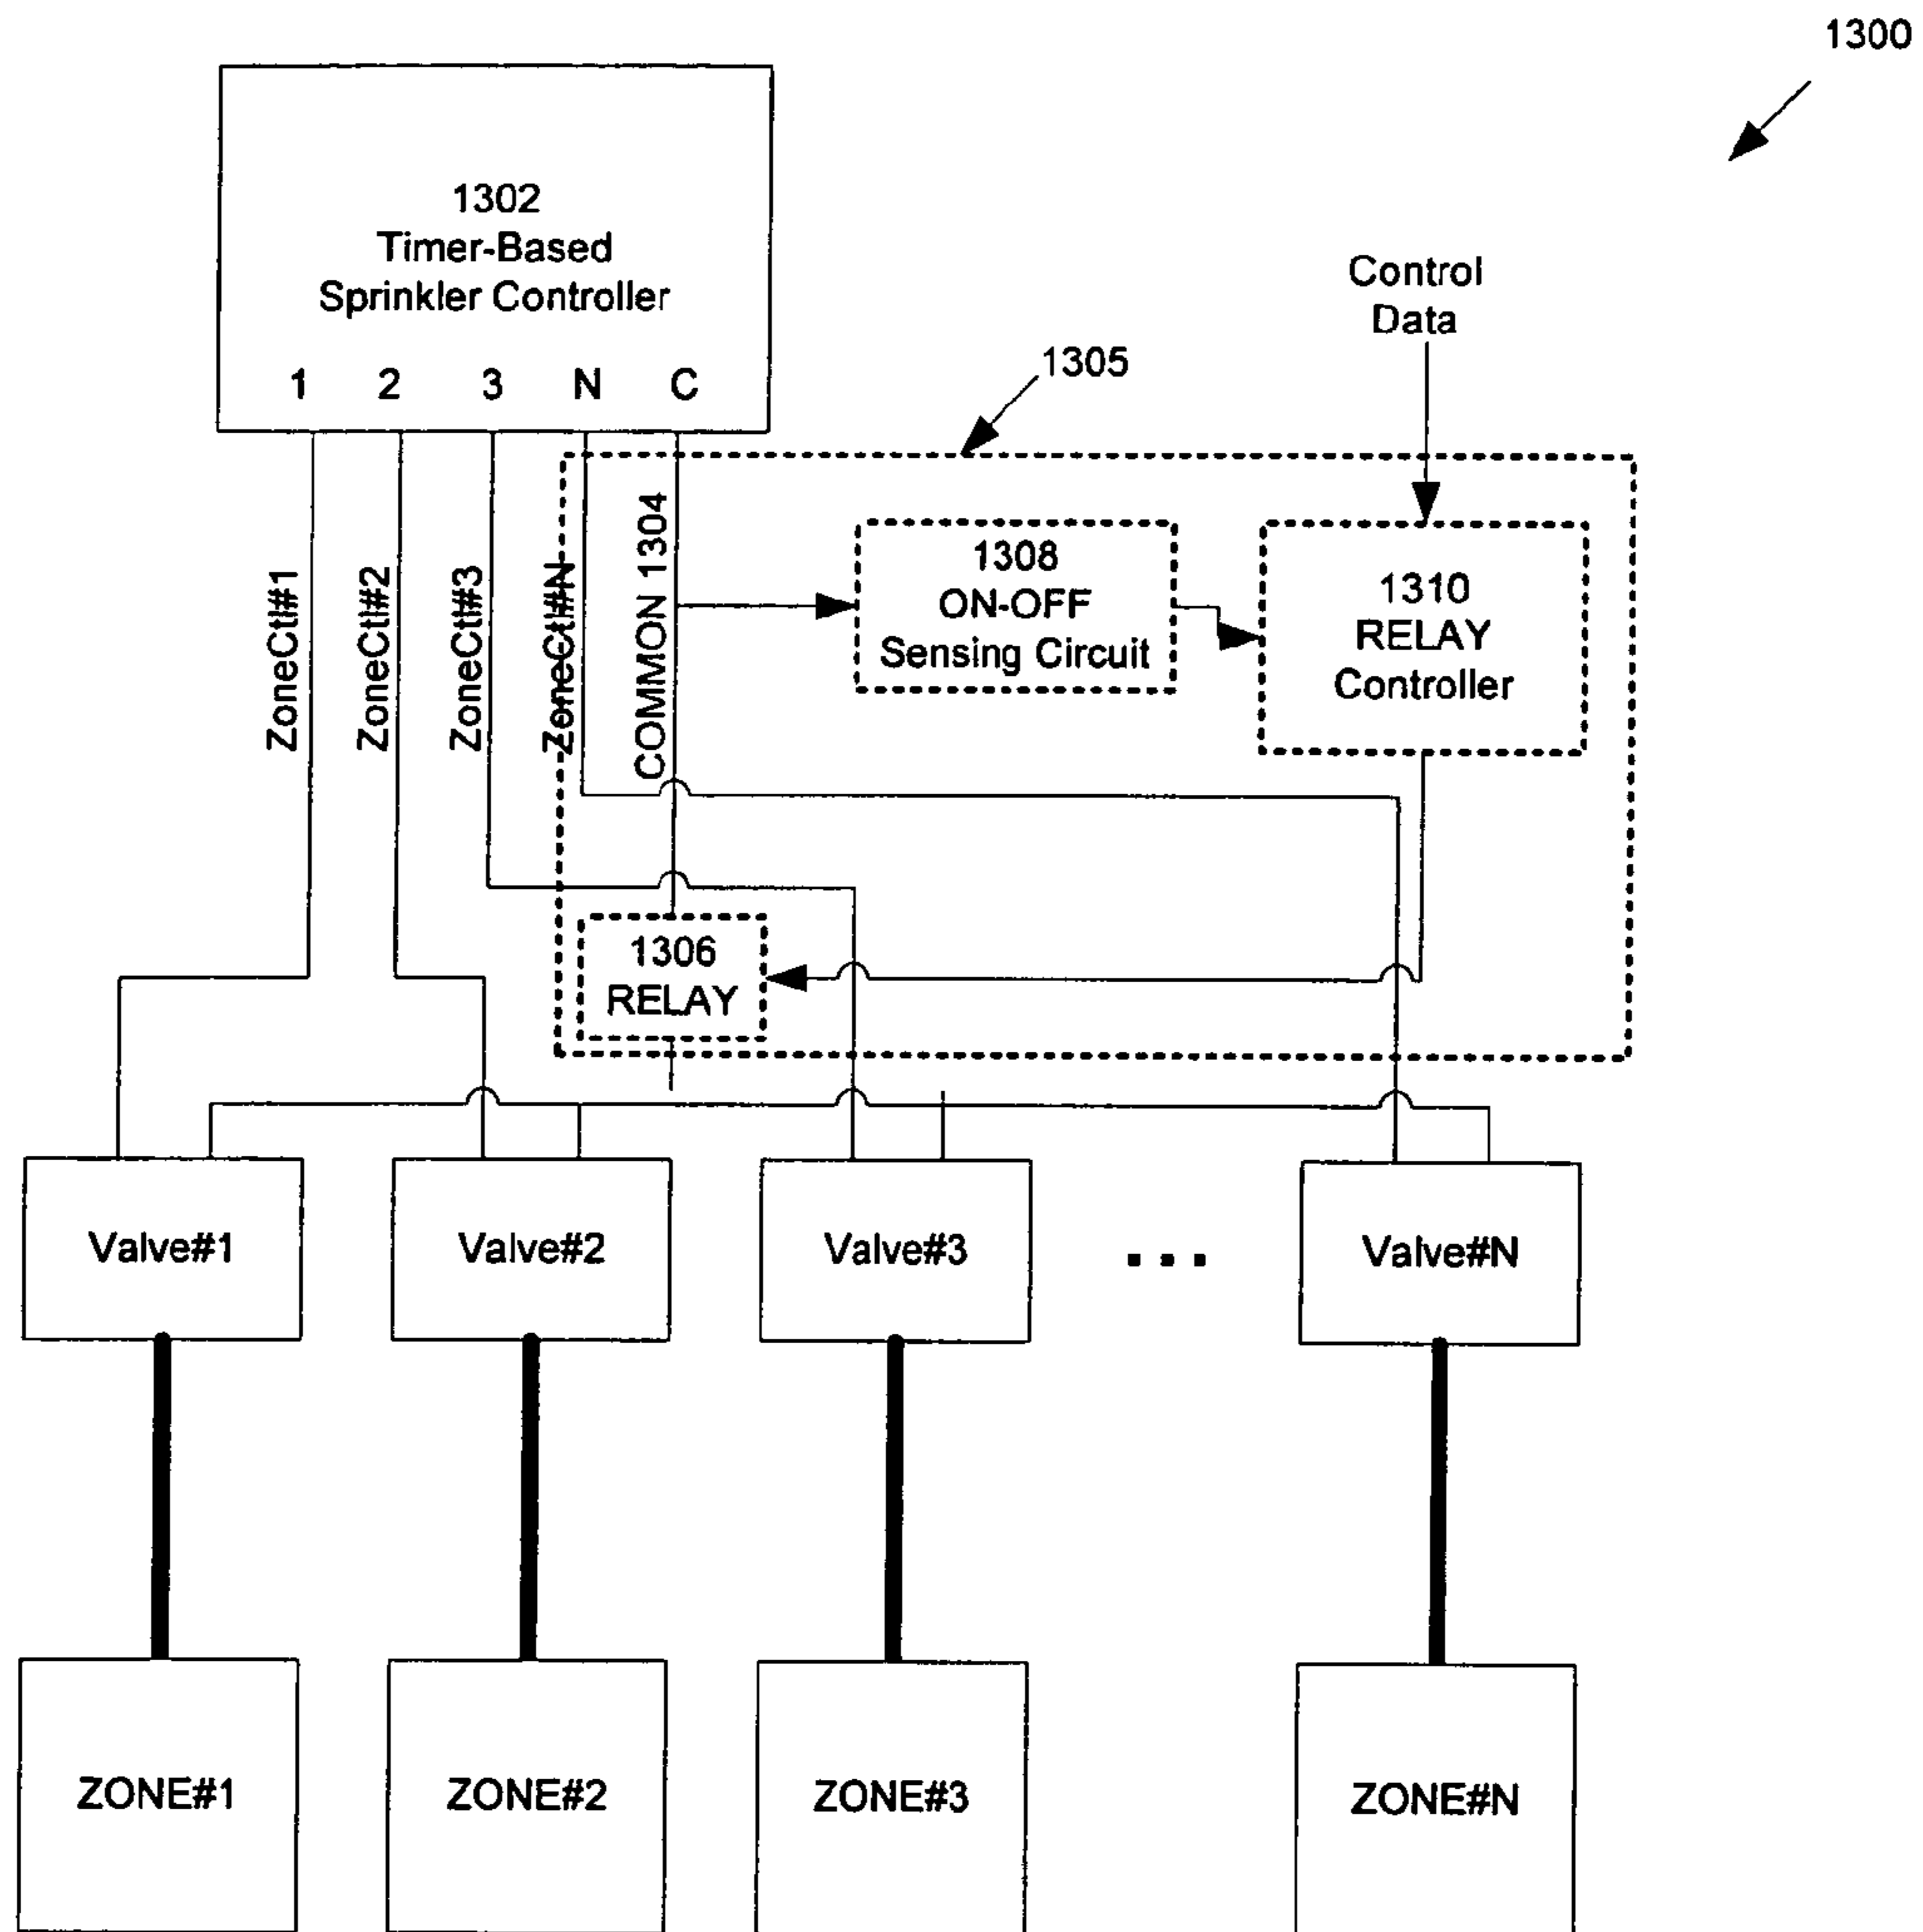 1300
1302
Timer-Based
Sprinkler Controller
1 2 3 N C
Control
Data
1305
ZoneCtl#1
ZoneCtl#2
ZoneCtl#3
ZoneCtl#N
COMMON 1304
1308
ON-OFF
Sensing Circuit
1310
RELAY
Controller
1306
RELAY
Valve#1
Valve#2
Valve#3
...
Valve#N
ZONE#1
ZONE#2
ZONE#3
ZONE#N